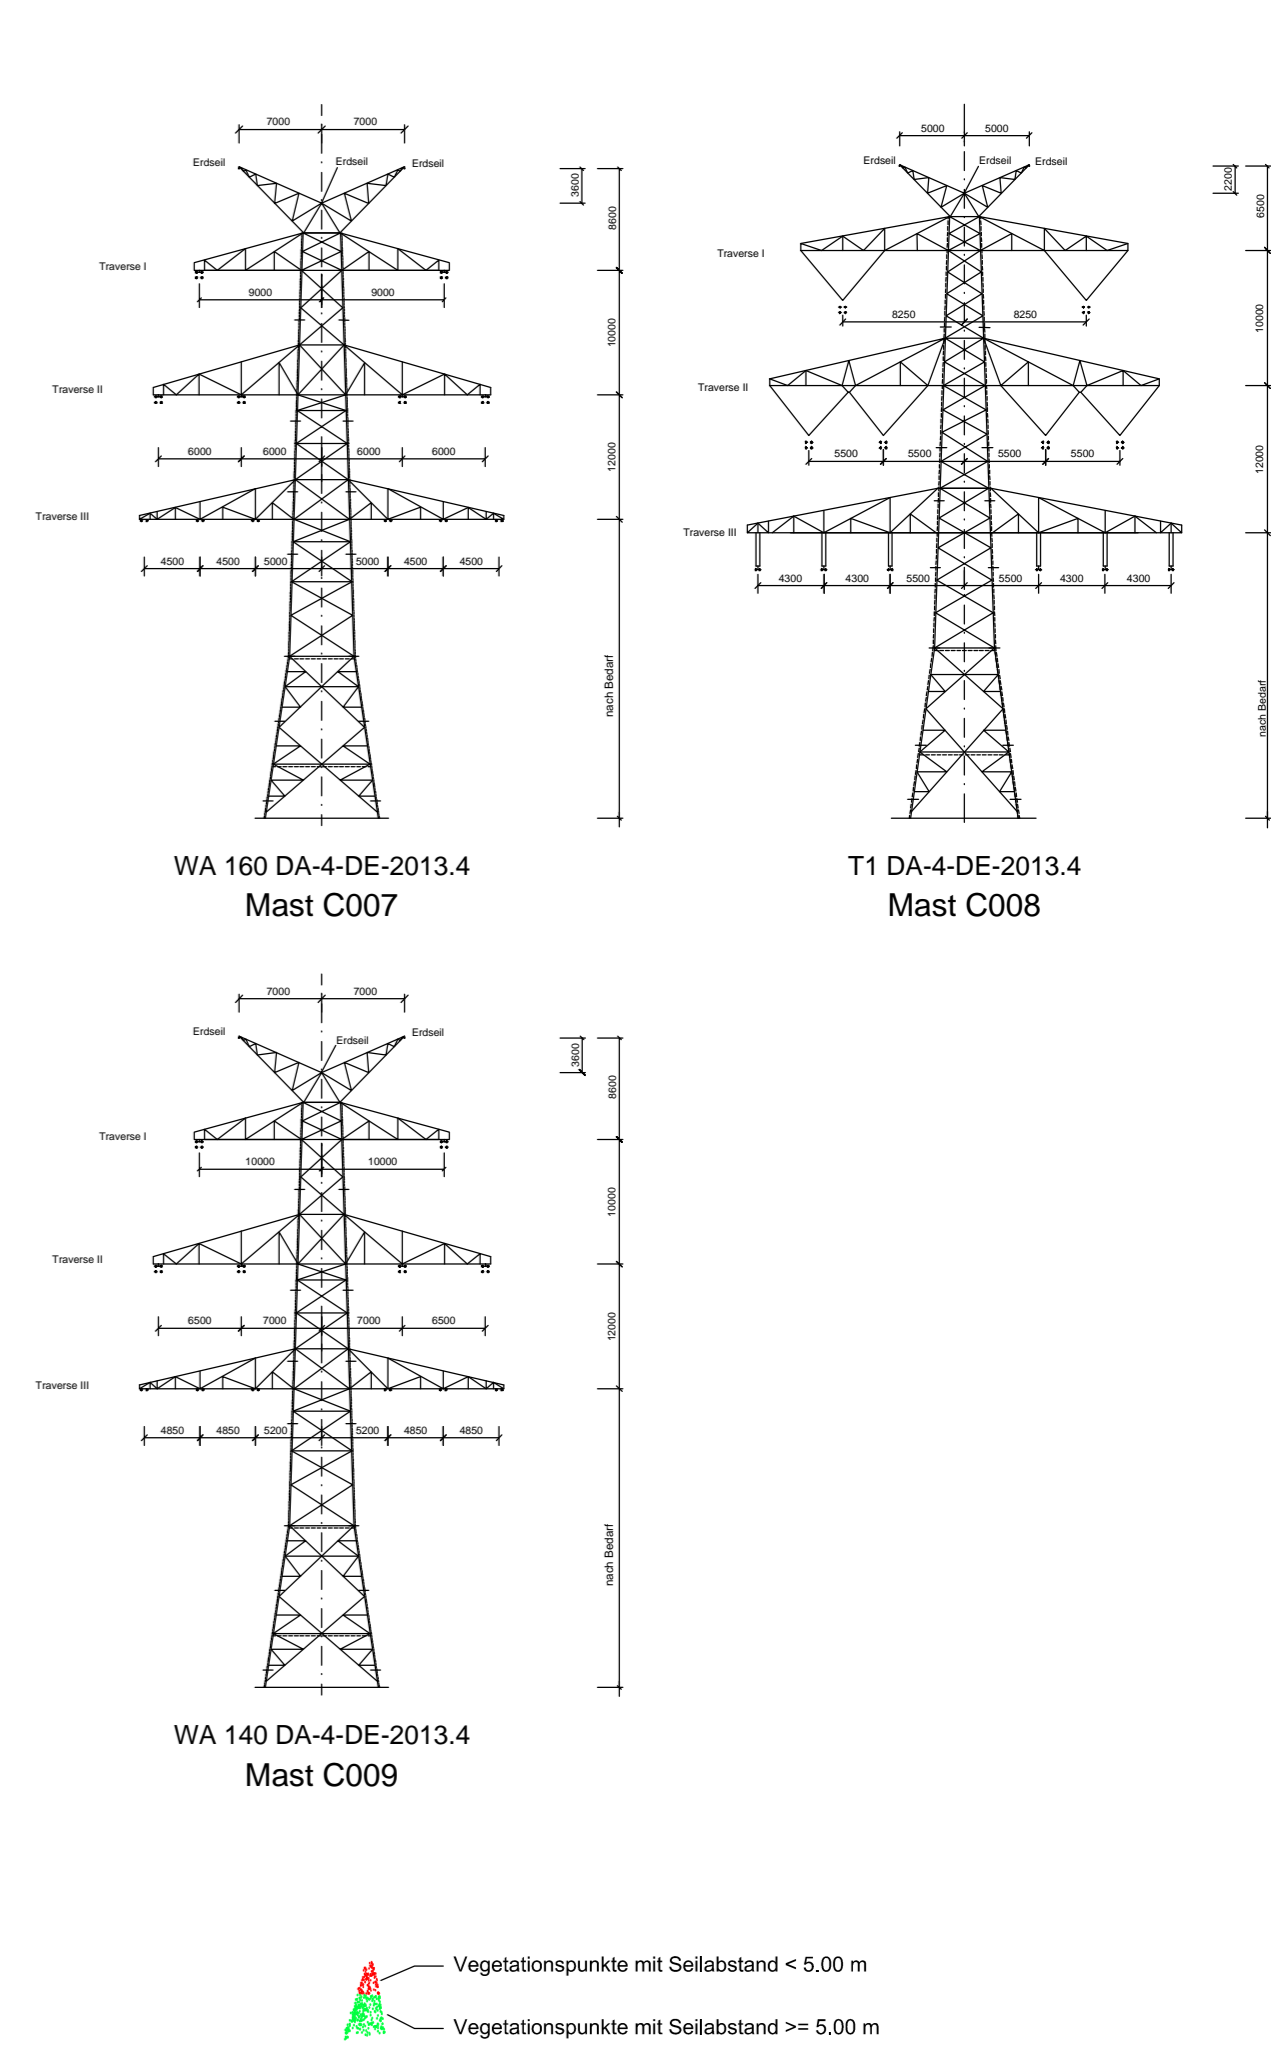 7000 7000
Erdseil Erdseil Erdseil
3600
8600
Traverse I
9000 9000
10000
Traverse II
6000 6000 6000 6000
12000
Traverse III
4500 4500 5000 5000 4500 4500
nach Bedarf
WA 160 DA-4-DE-2013.4
Mast C007
5000 5000
Erdseil Erdseil Erdseil
2200
6500
Traverse I
8250 8250
10000
Traverse II
5500 5500 5500 5500
12000
Traverse III
4300 4300 5500 5500 4300 4300
nach Bedarf
T1 DA-4-DE-2013.4
Mast C008
7000 7000
Erdseil Erdseil Erdseil
3600
8600
Traverse I
10000 10000
10000
Traverse II
6500 7000 7000 6500
12000
Traverse III
4850 4850 5200 5200 4850 4850
nach Bedarf
WA 140 DA-4-DE-2013.4
Mast C009
Vegetationspunkte mit Seilabstand < 5.00 m
Vegetationspunkte mit Seilabstand >= 5.00 m